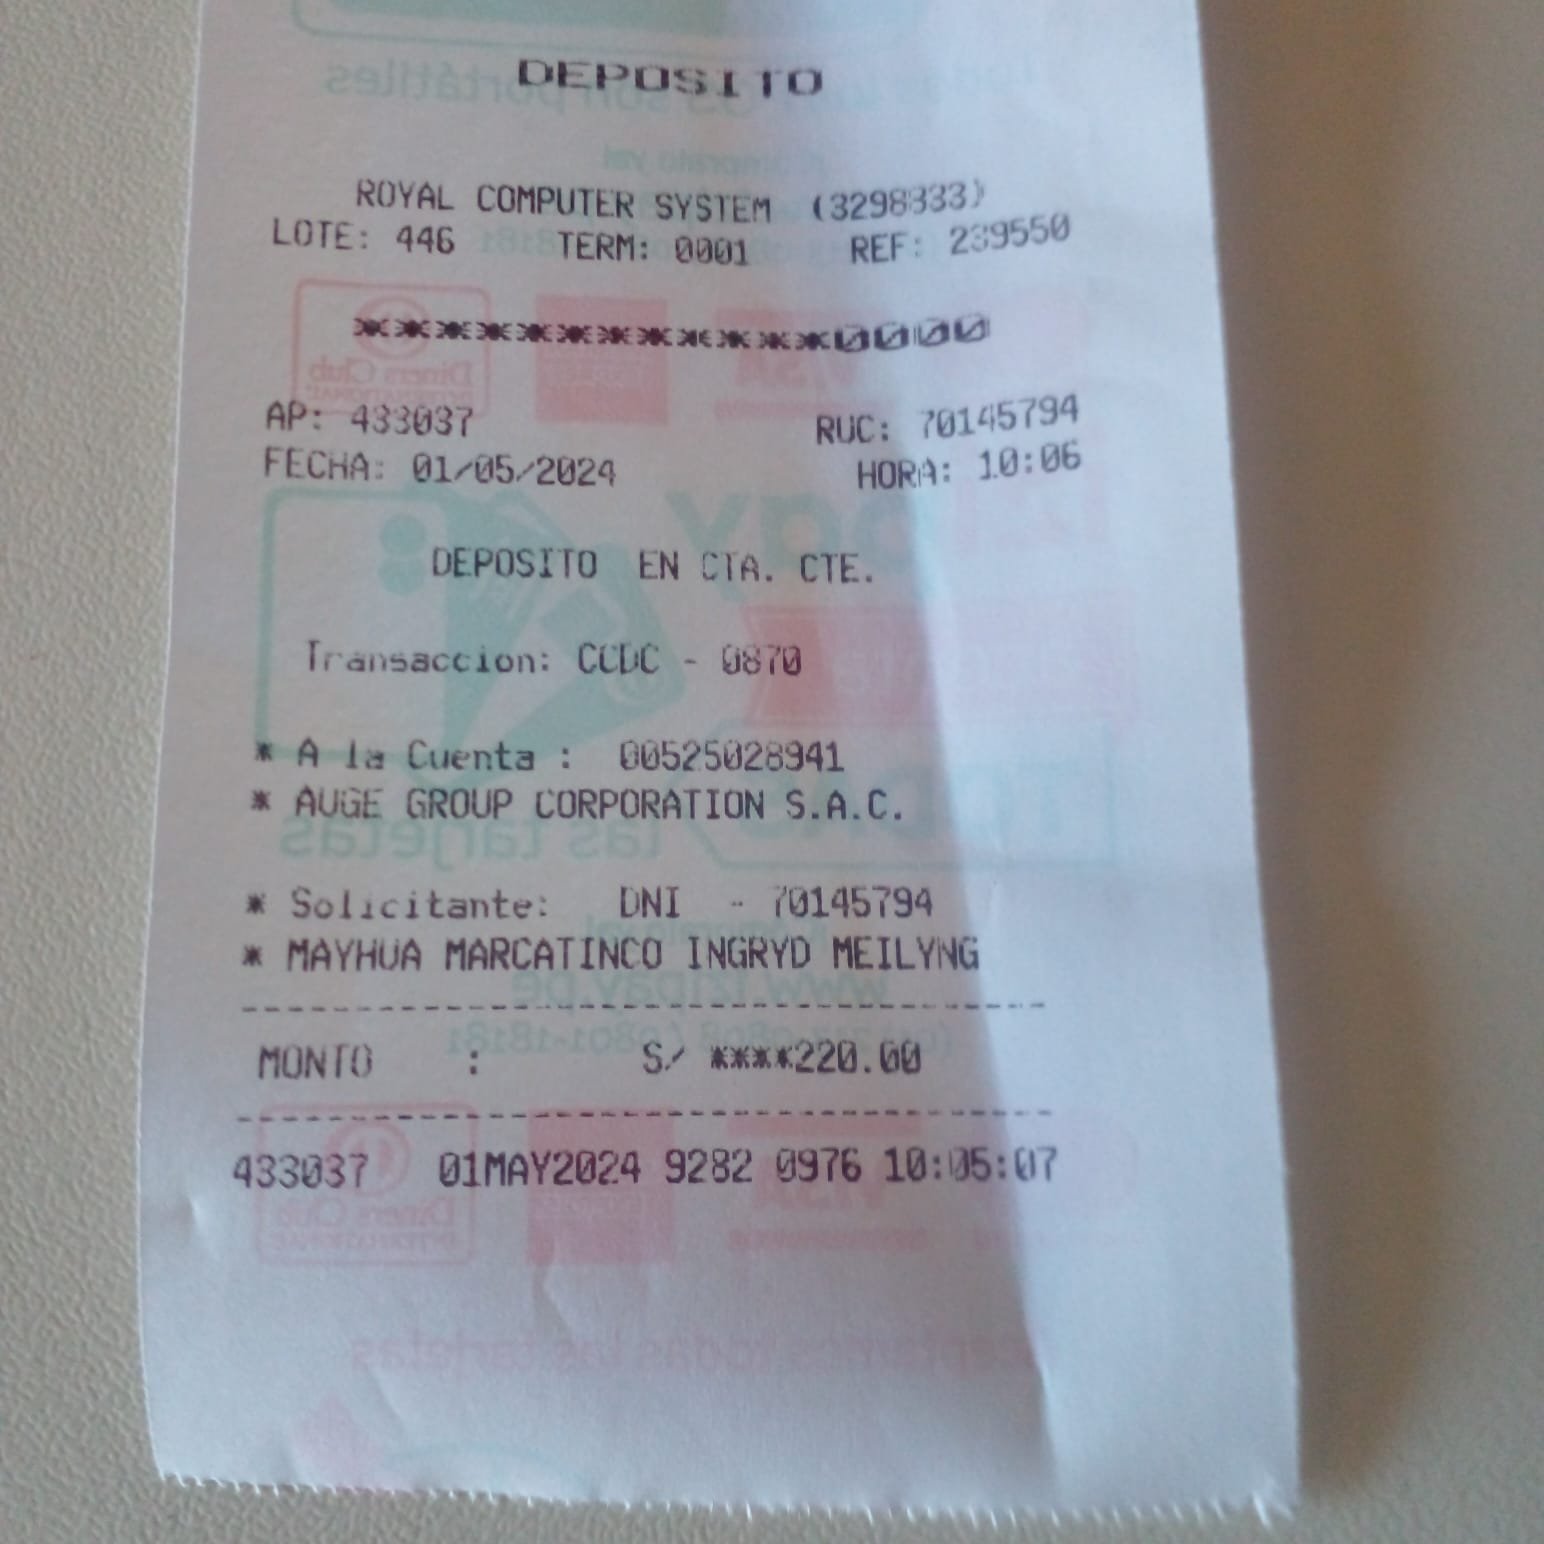 DEPOSITO
ROYAL COMPUTER SYSTEM (3298333)
LOTE: 446 TERM: 0001 REF: 239550
************0000
AP: 433037 RUC: 70145794
FECHA: 01/05/2024 HORA: 10:06
DEPOSITO EN CTA. CTE.
Transaccion: CCDC - 0870
* A la Cuenta : 00525028941
* AUGE GROUP CORPORATION S.A.C.
* Solicitante: DNI - 70145794
* MAYHUA MARCATINCO INGRYD MEILYNG
------------------------------------------
MONTO : S/ ****220.00
------------------------------------------
433037 01MAY2024 9282 0976 10:05:07